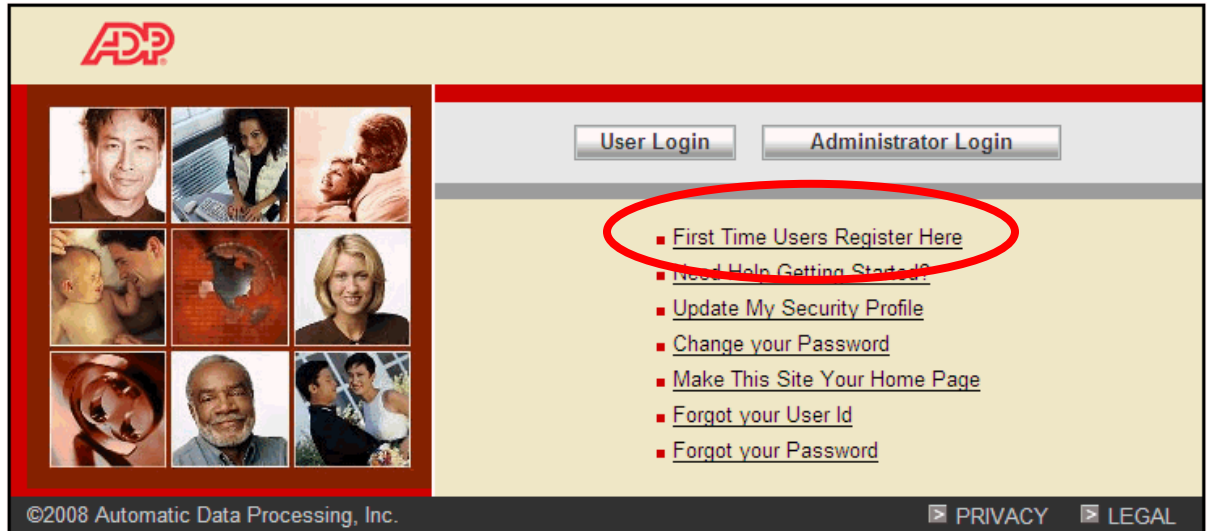 ADP
User Login Administrator Login
First Time Users Register Here
Need Help Getting Started?
Update My Security Profile
Change your Password
Make This Site Your Home Page
Forgot your User Id
Forgot your Password
©2008 Automatic Data Processing, Inc. PRIVACY LEGAL